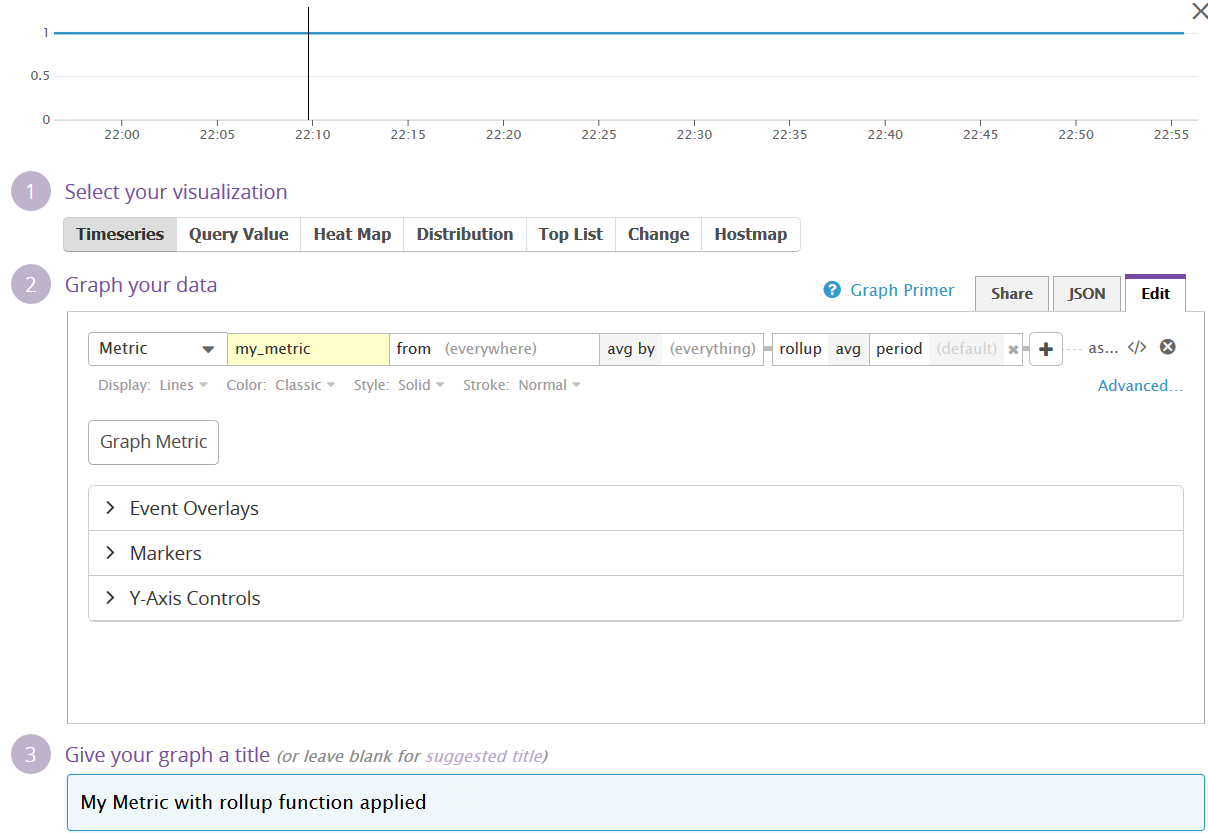 1
0.5
0
22:00 22:05 22:10 22:15 22:20 22:25 22:30 22:35 22:40 22:45 22:50 22:55
1 Select your visualization
Timeseries Query Value Heat Map Distribution Top List Change Hostmap
2 Graph your data ? Graph Primer Share JSON Edit
Metric my_metric from (everywhere) avg by (everything) rollup avg period (default) as... </>
Display: Lines Color: Classic Style: Solid Stroke: Normal Advanced...
Graph Metric
Event Overlays
Markers
Y-Axis Controls
3 Give your graph a title (or leave blank for suggested title)
My Metric with rollup function applied